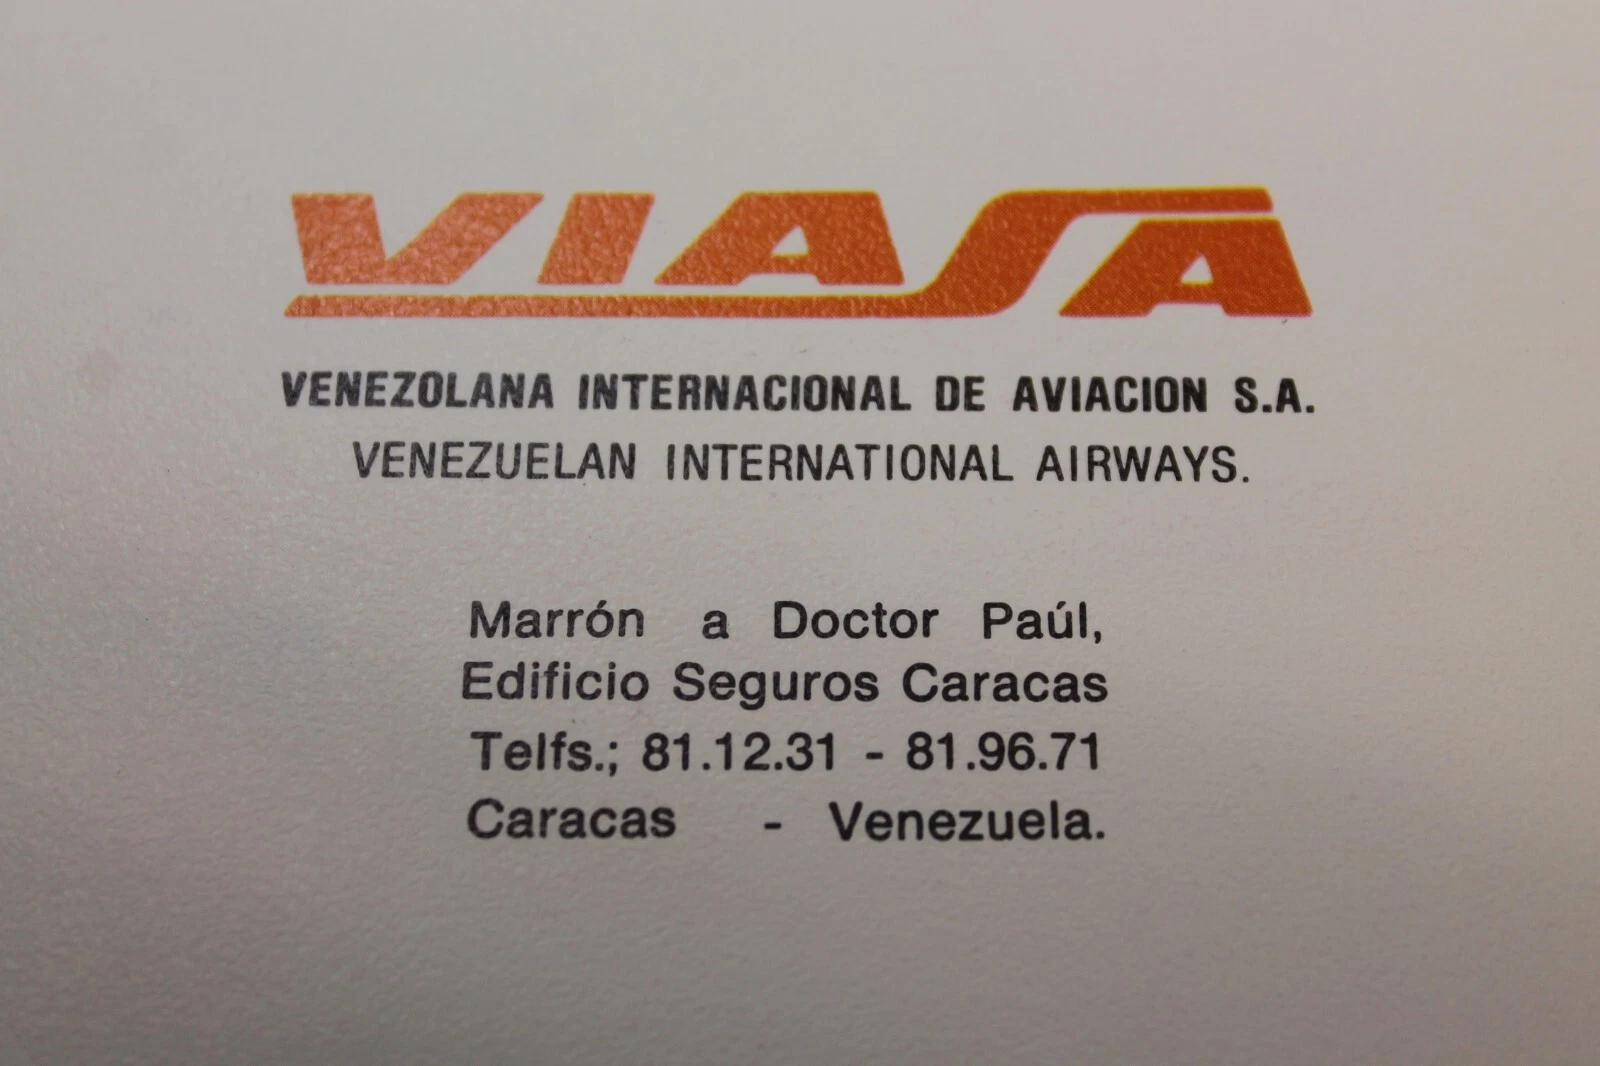 VIASA
VENEZOLANA INTERNACIONAL DE AVIACION S.A.
VENEZUELAN INTERNATIONAL AIRWAYS.
Marrón a Doctor Paúl,
Edificio Seguros Caracas
Telfs.; 81.12.31 - 81.96.71
Caracas - Venezuela.